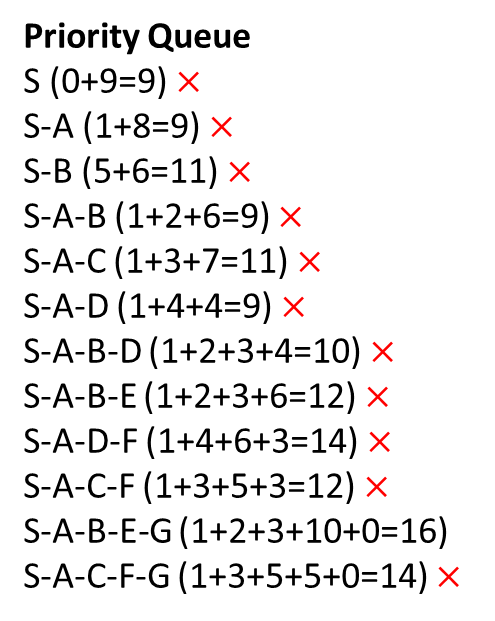 Priority Queue
S (0+9=9) ×
S-A (1+8=9) ×
S-B (5+6=11) ×
S-A-B (1+2+6=9) ×
S-A-C (1+3+7=11) ×
S-A-D (1+4+4=9) ×
S-A-B-D (1+2+3+4=10) ×
S-A-B-E (1+2+3+6=12) ×
S-A-D-F (1+4+6+3=14) ×
S-A-C-F (1+3+5+3=12) ×
S-A-B-E-G (1+2+3+10+0=16)
S-A-C-F-G (1+3+5+5+0=14) ×